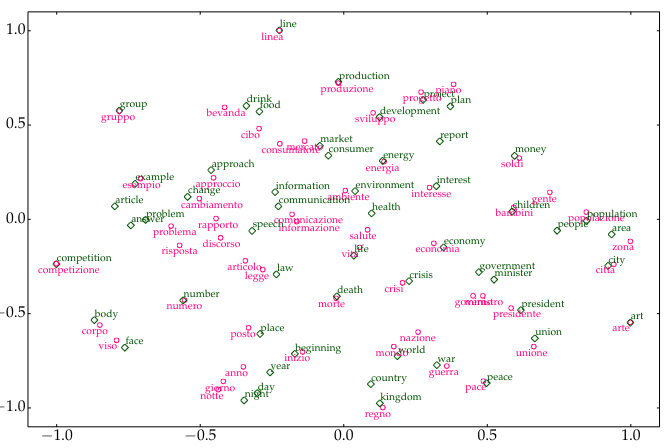 1.0
line
linea
production
produzione
piano
progetto
project
plan
group
gruppo
drink
food
bevanda
development
sviluppo
0.5
cibo
market
mercato
consumatore
consumer
report
energy
energia
money
soldi
approach
approccio
example
esempio
interest
interesse
information
environment
ambiente
change
cambiamento
gente
article
communication
children
bambini
health
population
popolazione
0.0
problem
answer
rapporto
comunicazione
informazione
people
area
problema
discorso
speech
salute
zona
risposta
economia
economy
life
vita
city
città
competition
competizione
articolo
legge
law
government
minister
crisis
crisi
number
numero
death
morte
governo
ministro
president
presidente
−0.5
body
corpo
art
arte
place
posto
nazione
union
unione
viso
face
beginning
inizio
mondo
world
war
guerra
anno
year
country
peace
pace
giorno
notte
day
night
kingdom
regno
−1.0
−1.0
−0.5
0.0
0.5
1.0